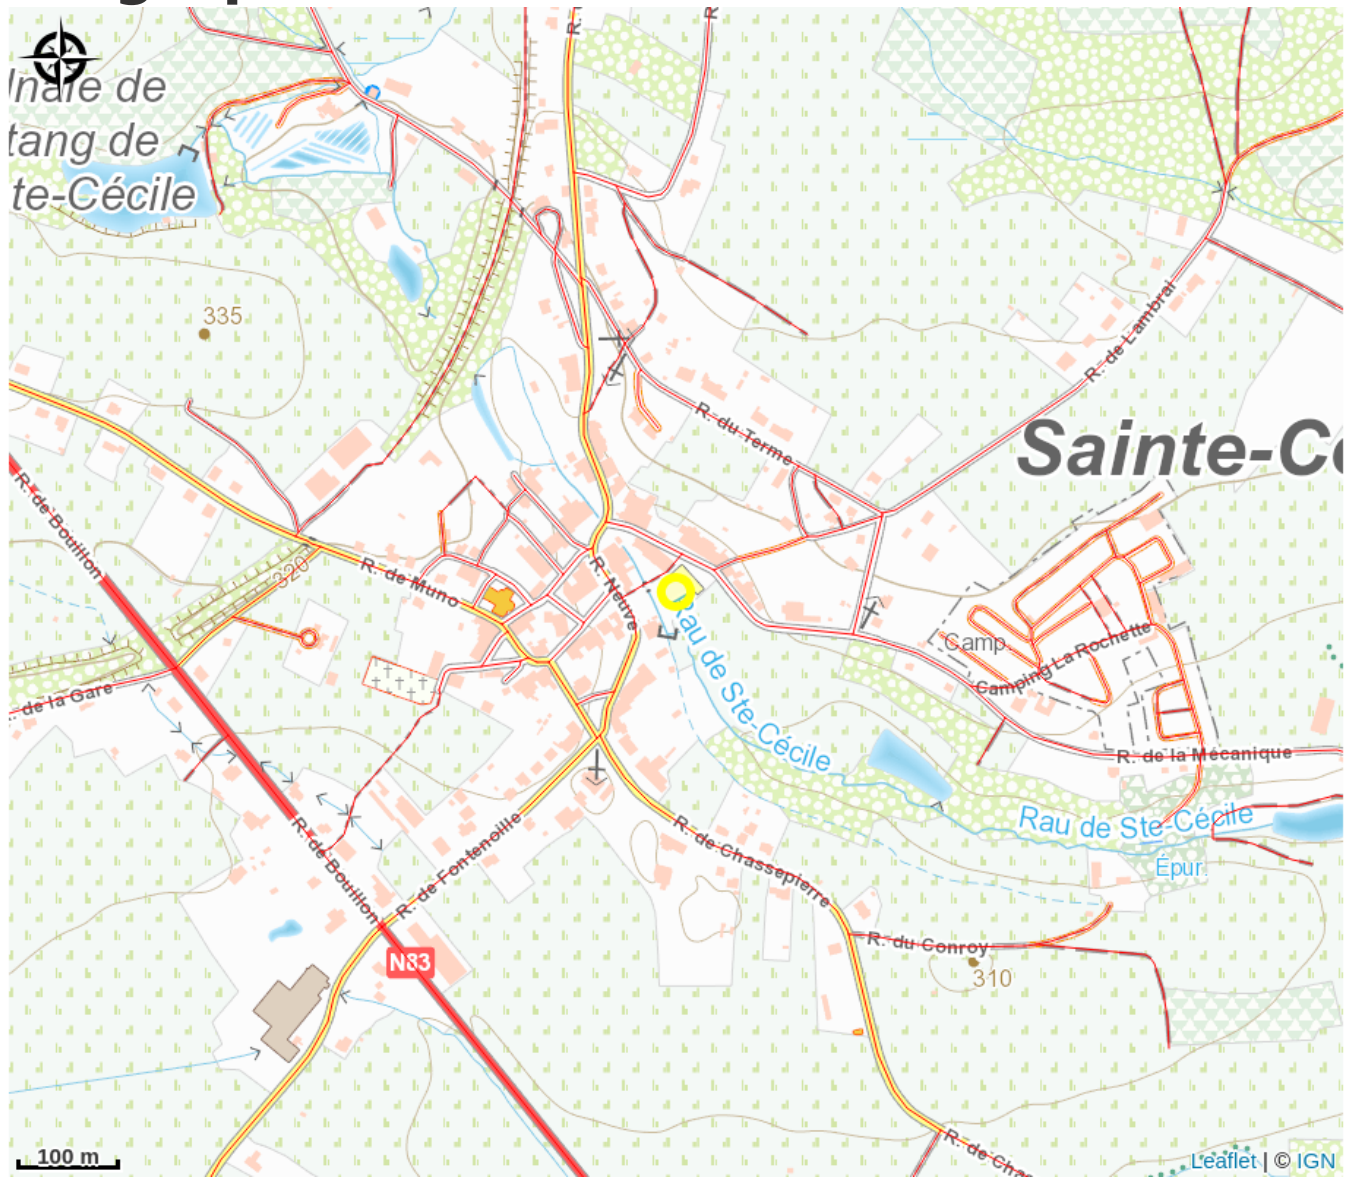 R.
R.
lnaie de
tang de
te-Cécile
335
R. de Lambrai
R. du Terme
Sainte-Cé
R. de Bouillon
320
R. de Muno
R. Neuve
Camp.
Camping La Rochette
Rau de Ste-Cécile
R. de la Gare
R. de la Mécanique
Rau de Ste-Cécile
R. de Bouillon
R. de Fontenoille
R. de Chassepierre
Épur.
R. du Conroy
N83
310
R. de Cha
100 m
Leaflet | © IGN